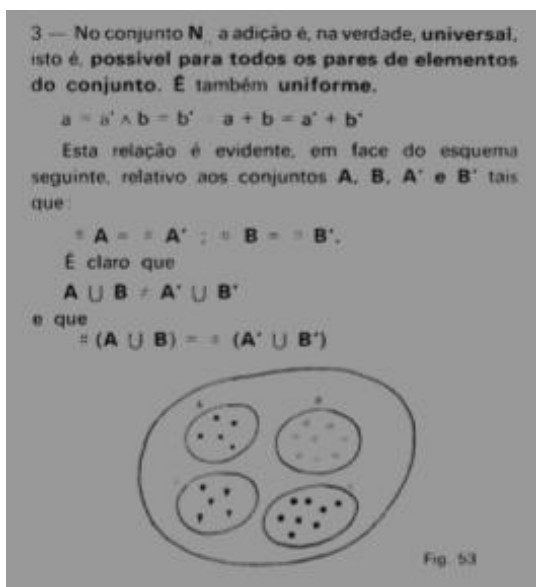 3 — No conjunto N, a adição é, na verdade, universal,
isto é, possivel para todos os pares de elementos
do conjunto. É também uniforme.
a = a' ∧ b = b' a + b = a' + b'
Esta relação é evidente, em face do esquema
seguinte, relativo aos conjuntos A, B, A' e B' tais
que:
# A = # A' ; # B = # B'.
É claro que
A ∪ B ≠ A' ∪ B'
e que
# (A ∪ B) = # (A' ∪ B')
A B
Fig. 53